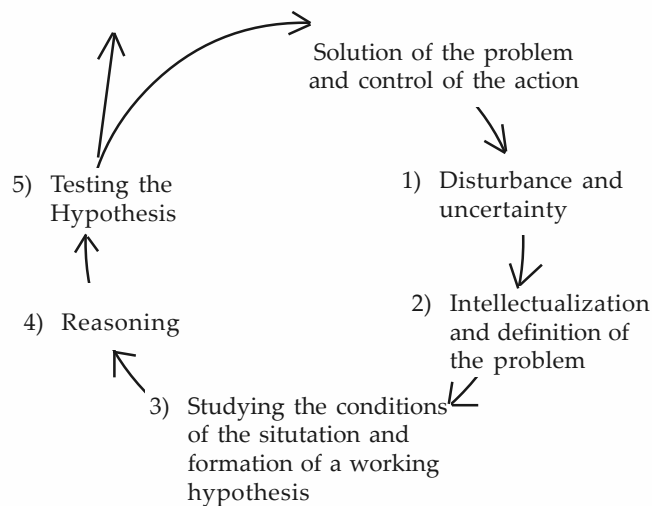 Solution of the problem
and control of the action
1) Disturbance and
uncertainty
2) Intellectualization
and definition of
the problem
3) Studying the conditions
of the situtation and
formation of a working
hypothesis
4) Reasoning
5) Testing the
Hypothesis